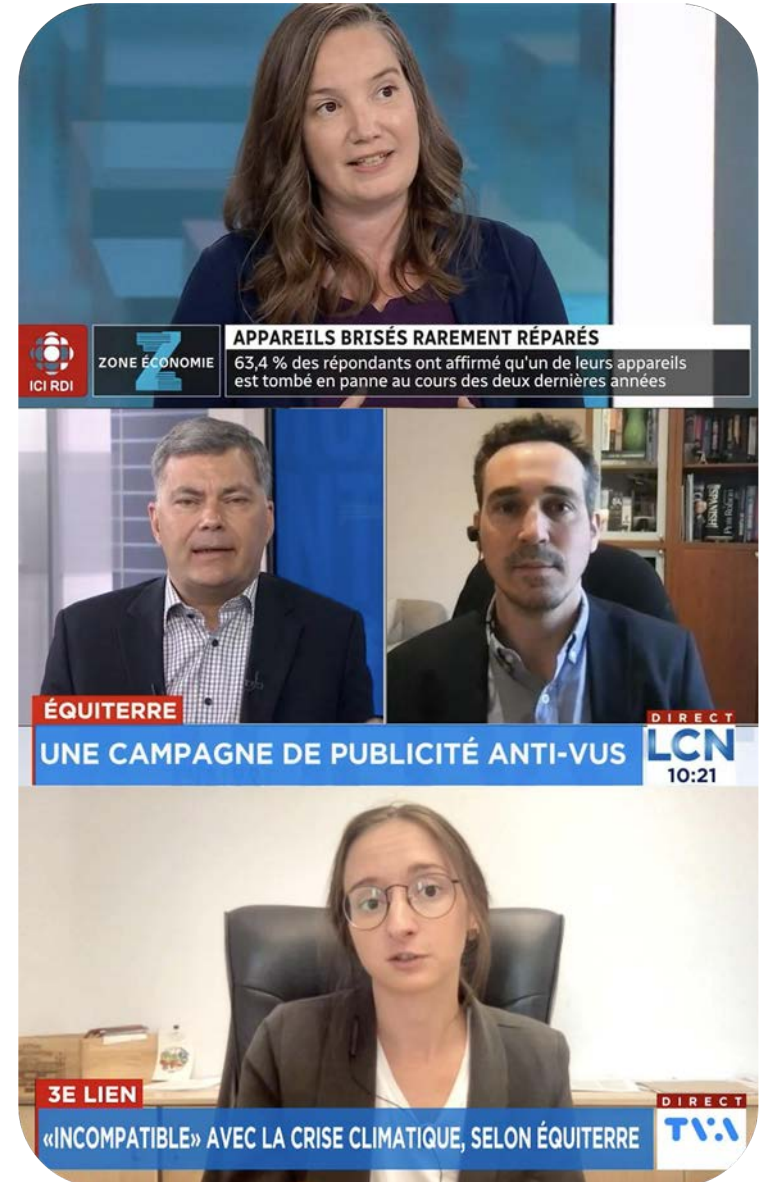 APPAREILS BRISÉS RAREMENT RÉPARÉS
ICI RDI
ZONE ÉCONOMIE
63,4 % des répondants ont affirmé qu'un de leurs appareils
est tombé en panne au cours des deux dernières années
ÉQUITERRE
UNE CAMPAGNE DE PUBLICITÉ ANTI-VUS
DIRECT
LCN
10:21
3E LIEN
«INCOMPATIBLE» AVEC LA CRISE CLIMATIQUE, SELON ÉQUITERRE
DIRECT
TVA